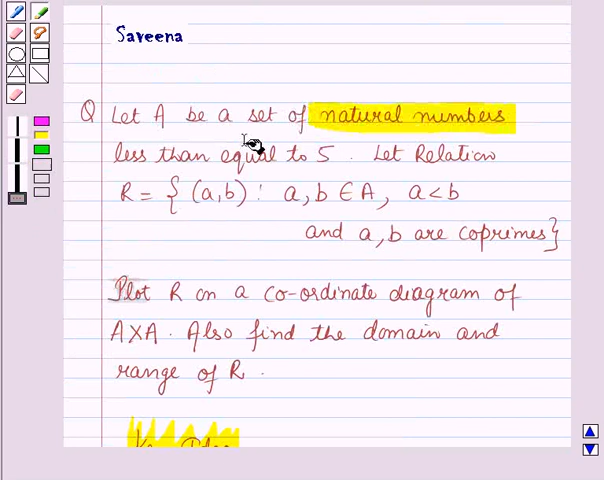 Saveena
Q Let A be a set of natural numbers
less than equal to 5 . Let Relation
R = { (a,b) : a, b ∈ A, a < b
and a, b are coprimes }
Plot R on a co-ordinate diagram of
A×A. Also find the domain and
range of R .